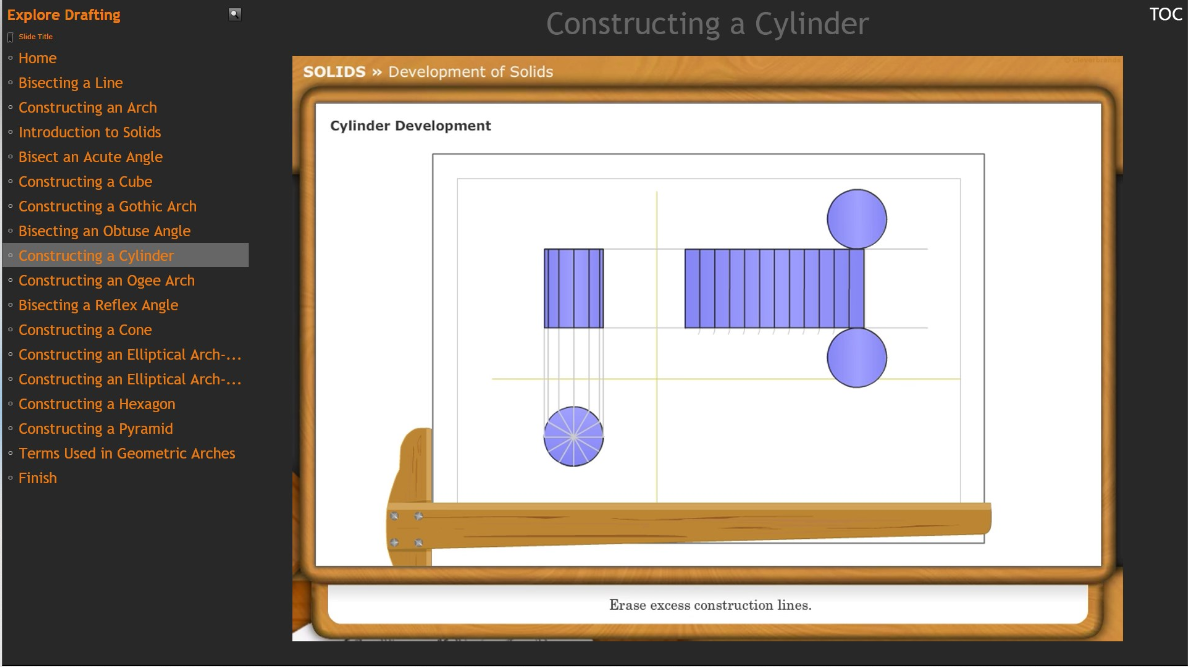 Explore Drafting
Slide Title
Home
Bisecting a Line
Constructing an Arch
Introduction to Solids
Bisect an Acute Angle
Constructing a Cube
Constructing a Gothic Arch
Bisecting an Obtuse Angle
Constructing a Cylinder
Constructing an Ogee Arch
Bisecting a Reflex Angle
Constructing a Cone
Constructing an Elliptical Arch-...
Constructing an Elliptical Arch-...
Constructing a Hexagon
Constructing a Pyramid
Terms Used in Geometric Arches
Finish
Constructing a Cylinder
TOC
SOLIDS » Development of Solids
Cylinder Development
Erase excess construction lines.